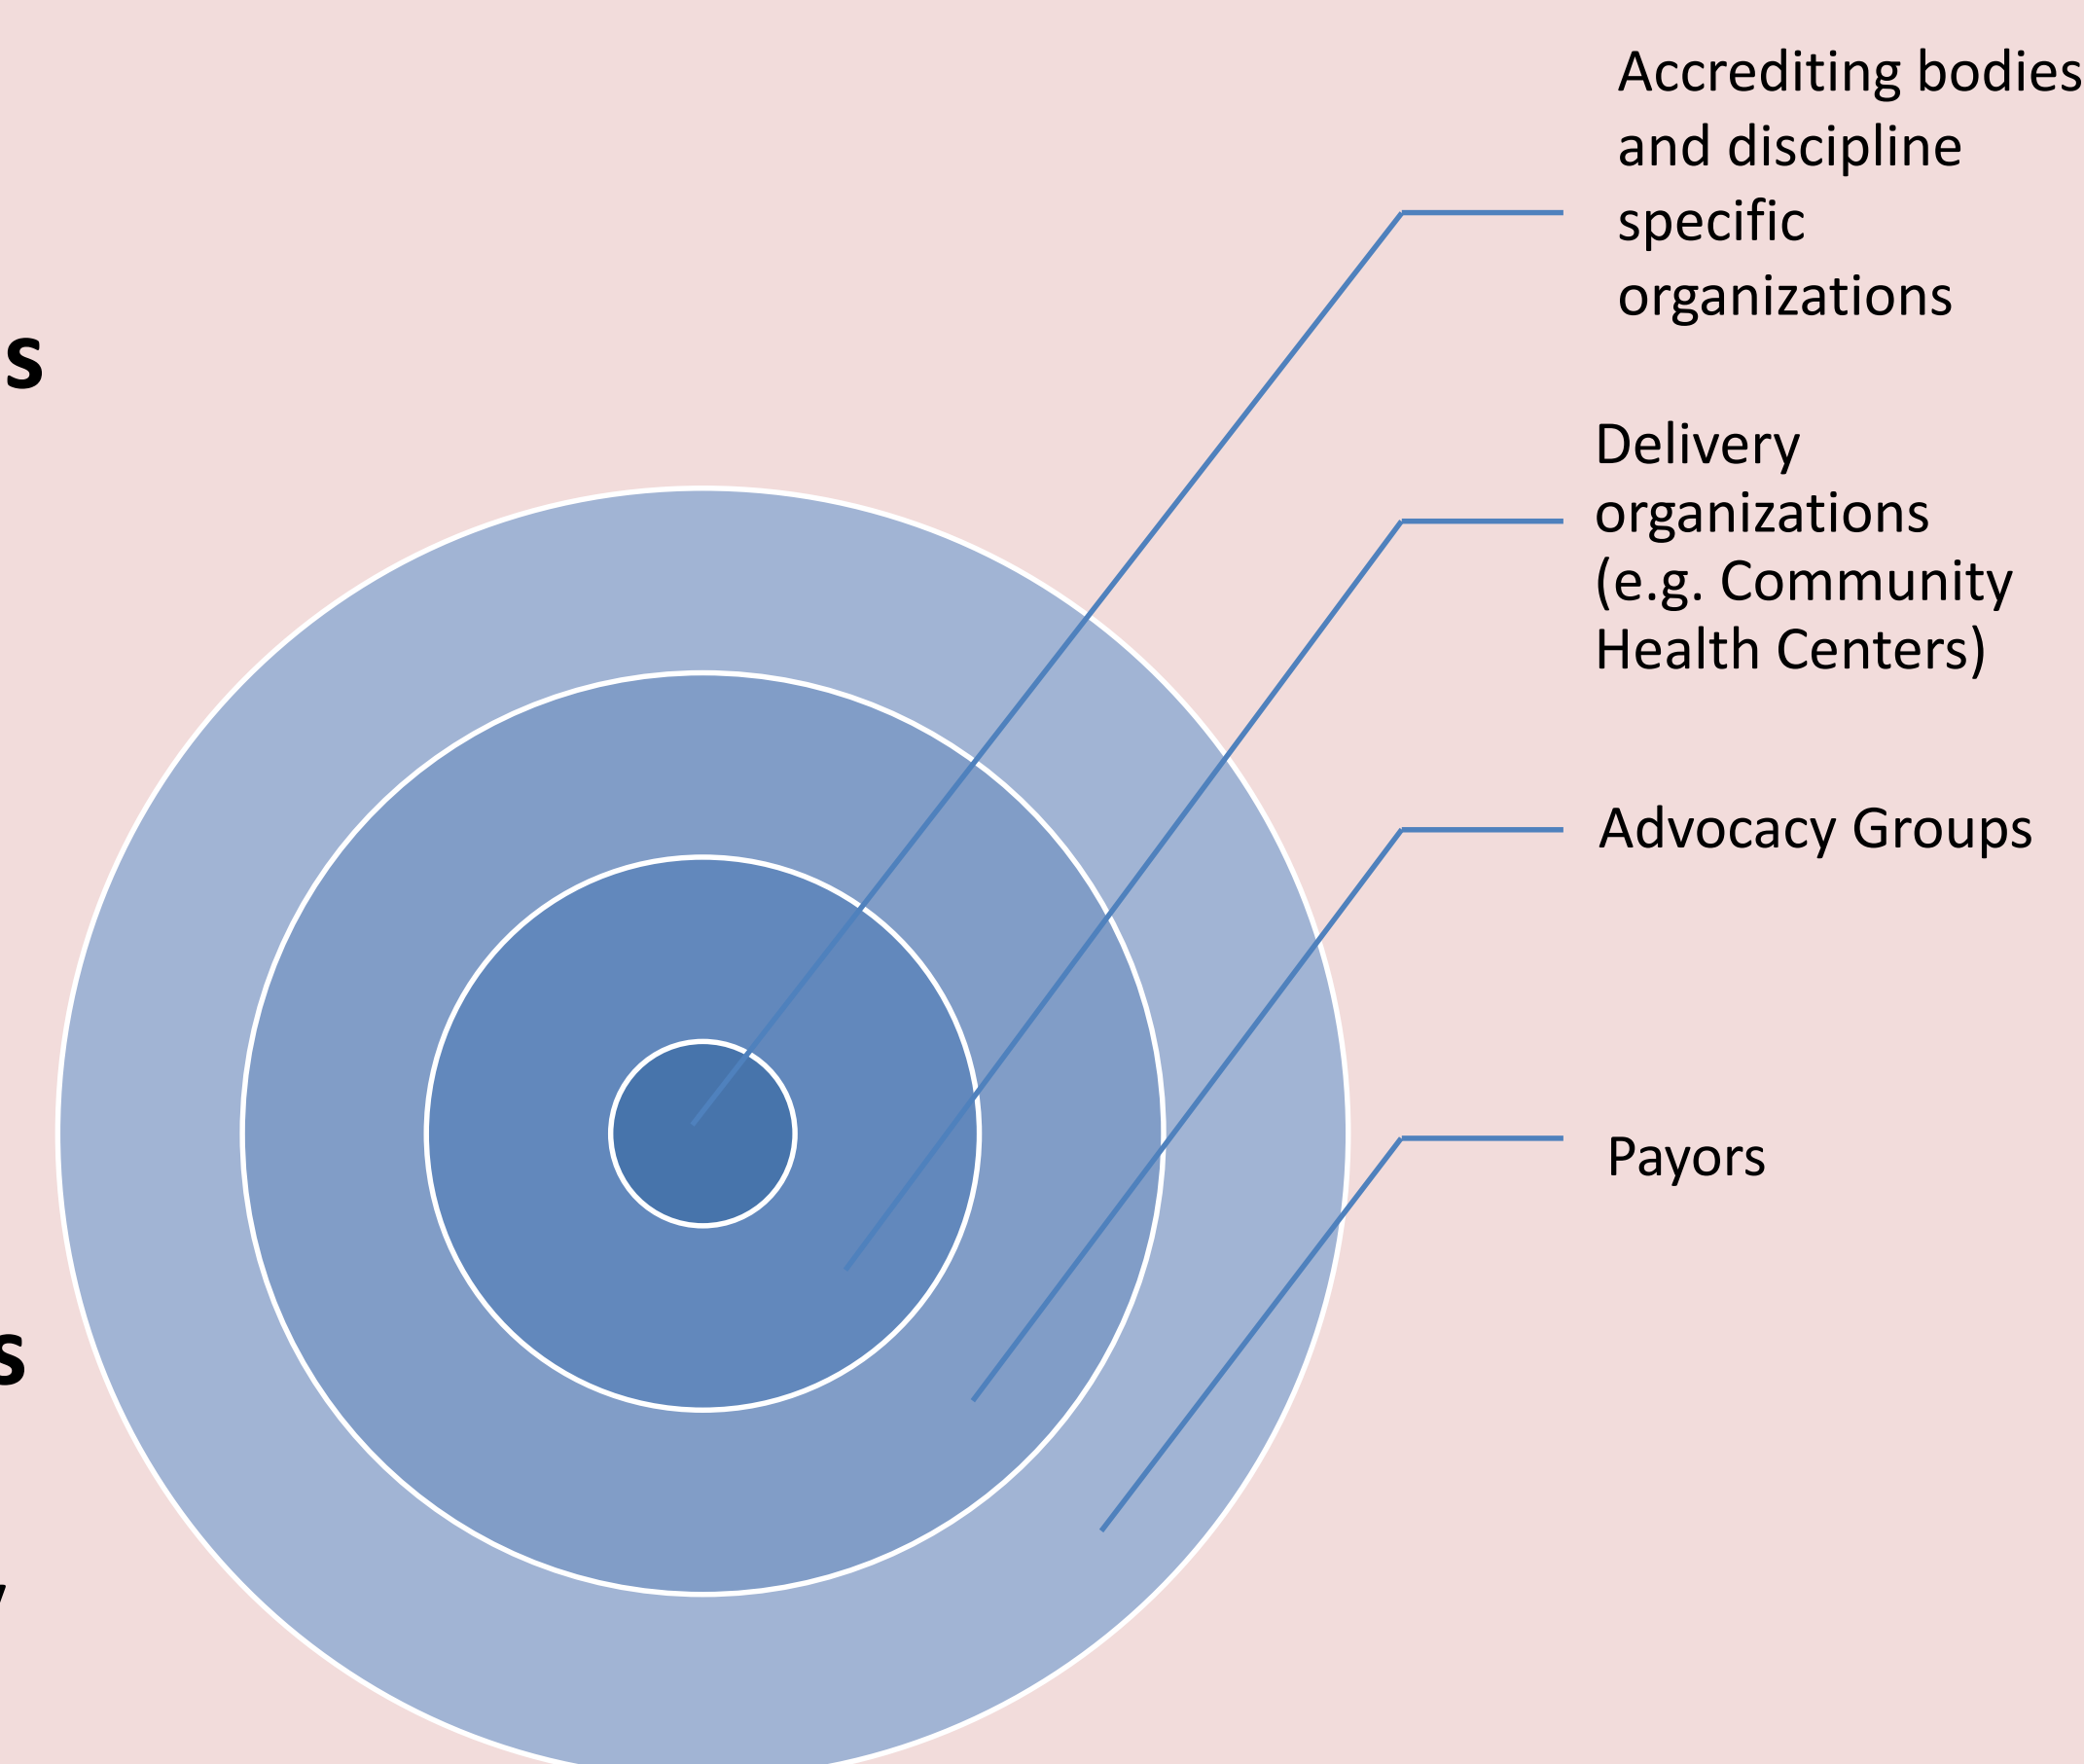 Accrediting bodies
and discipline
specific
organizations
s
Delivery
organizations
(e.g. Community
Health Centers)
Advocacy Groups
Payors
s